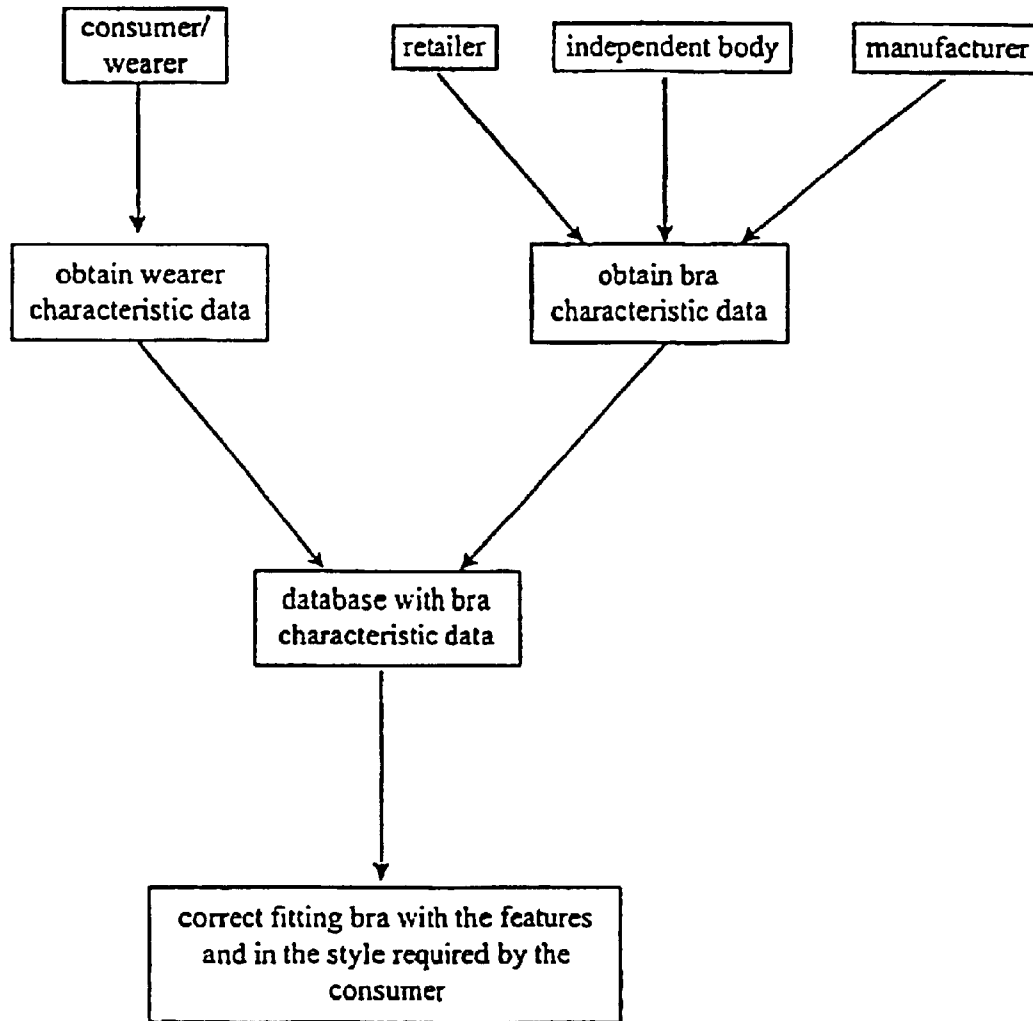 consumer/
wearer
retailer
independent body
manufacturer
obtain wearer
characteristic data
obtain bra
characteristic data
database with bra
characteristic data
correct fitting bra with the features
and in the style required by the
consumer